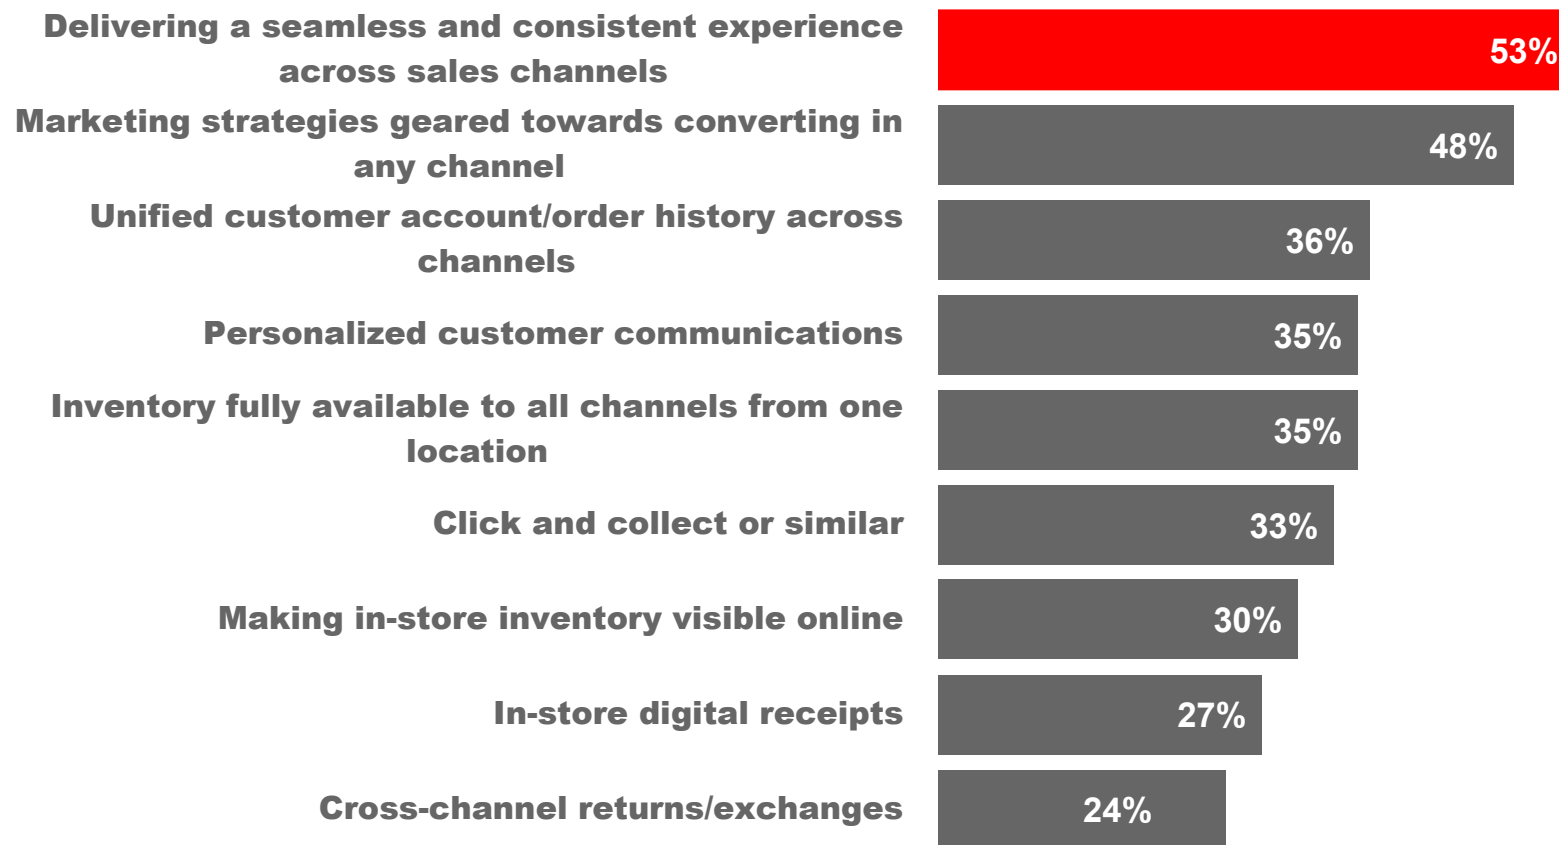 Delivering a seamless and consistent experience
across sales channels
53%
Marketing strategies geared towards converting in
any channel
48%
Unified customer account/order history across
channels
36%
Personalized customer communications
35%
Inventory fully available to all channels from one
location
35%
Click and collect or similar
33%
Making in-store inventory visible online
30%
In-store digital receipts
27%
Cross-channel returns/exchanges
24%